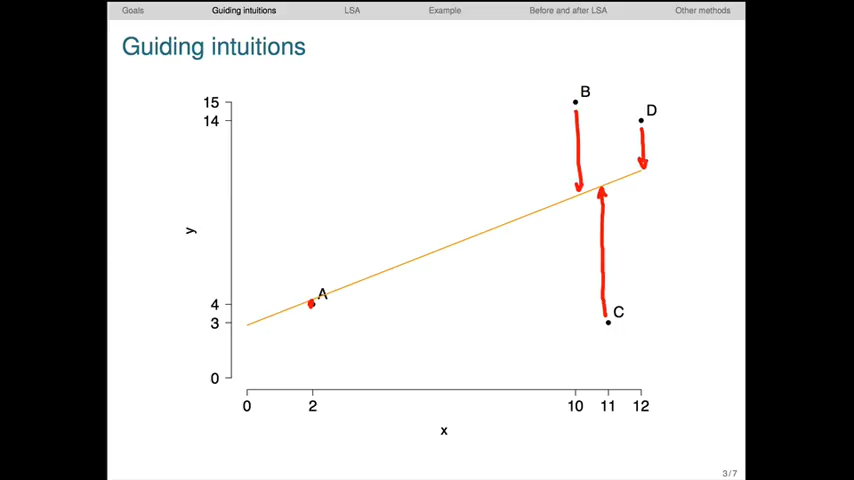 Goals Guiding intuitions LSA Example Before and after LSA Other methods
Guiding intuitions
15
14
4
3
0
y
B
D
A
C
0 2 10 11 12
x
3 / 7